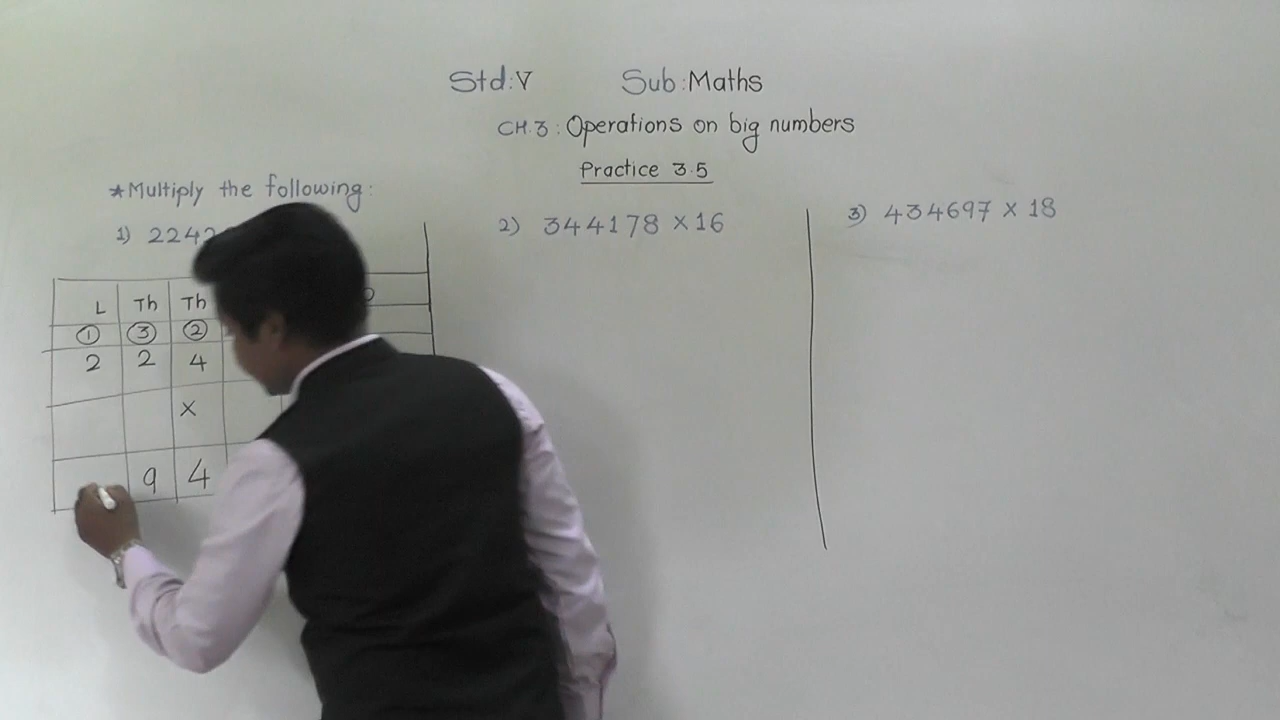 Std: V Sub: Maths
CH.3: Operations on big numbers
Practice 3.5
*Multiply the following:
1) 2242
2) 344178 × 16
3) 434697 × 18
L Th Th
① ③ ②
2 2 4
×
9 4